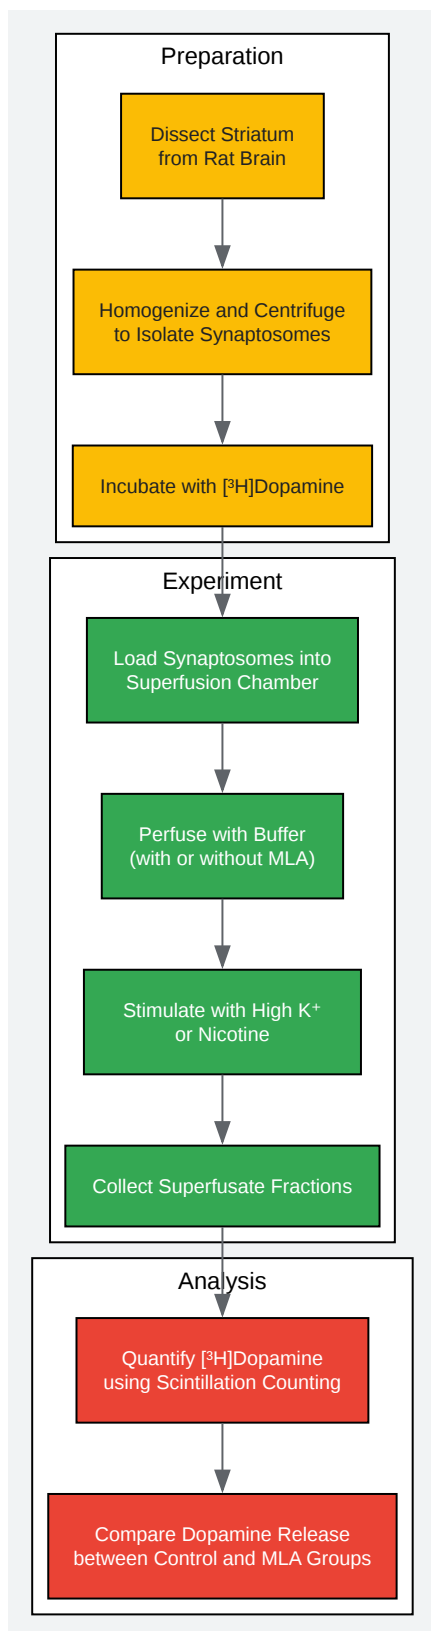 Preparation
Dissect Striatum
from Rat Brain
Homogenize and Centrifuge
to Isolate Synaptosomes
Incubate with [³H]Dopamine
Experiment
Load Synaptosomes into
Superfusion Chamber
Perfuse with Buffer
(with or without MLA)
Stimulate with High K⁺
or Nicotine
Collect Superfusate Fractions
Analysis
Quantify [³H]Dopamine
using Scintillation Counting
Compare Dopamine Release
between Control and MLA Groups